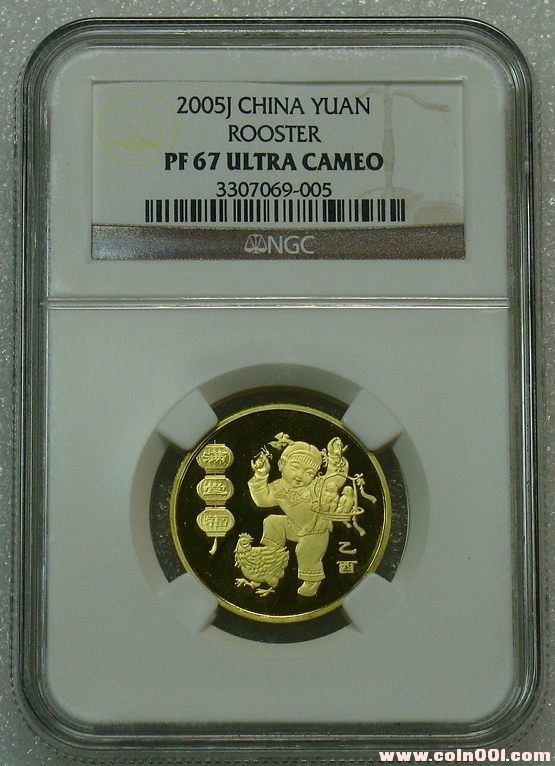 2005J CHINA YUAN
ROOSTER
PF 67 ULTRA CAMEO
3307069-005
NGC
乙
酉
www.coin001.com